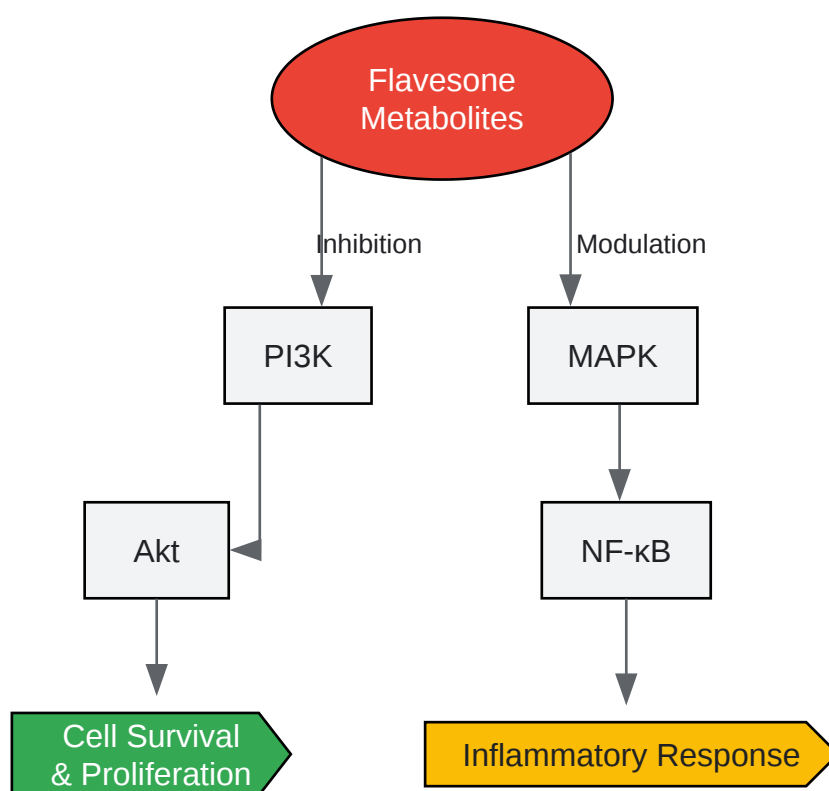 Flavesone
Metabolites
Inhibition
Modulation
PI3K
MAPK
Akt
NF-κB
Cell Survival
& Proliferation
Inflammatory Response